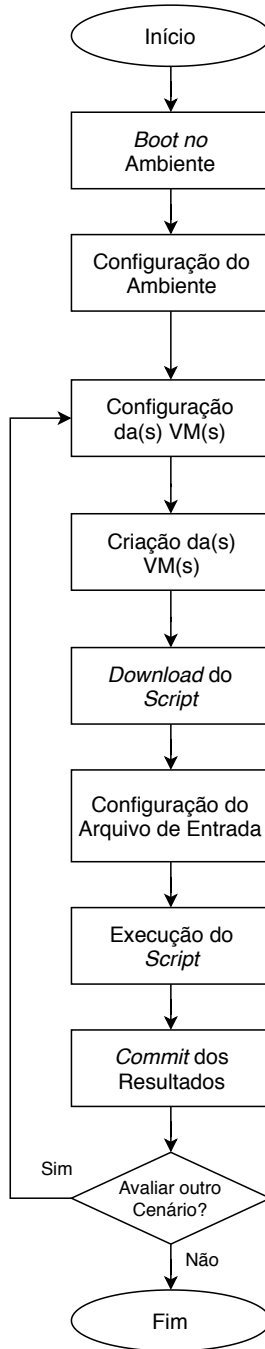 Início
Boot no
Ambiente
Configuração do
Ambiente
Configuração
da(s) VM(s)
Criação da(s)
VM(s)
Download do
Script
Configuração do
Arquivo de Entrada
Execução do
Script
Commit dos
Resultados
Sim
Avaliar outro
Cenário?
Não
Fim